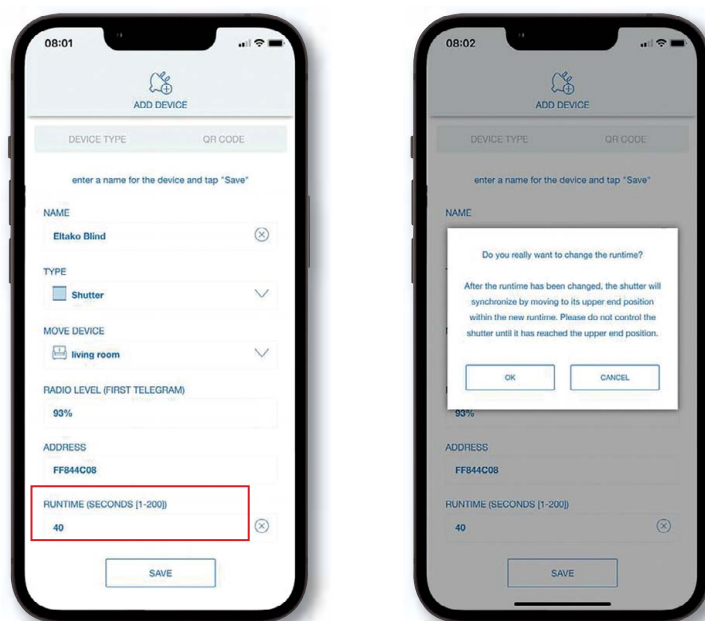 08:01
ADD DEVICE
DEVICE TYPE QR CODE
enter a name for the device and tap "Save"
NAME
Eltako Blind
TYPE
Shutter
MOVE DEVICE
living room
RADIO LEVEL (FIRST TELEGRAM)
93%
ADDRESS
FF844C08
RUNTIME (SECONDS [1-200])
40
SAVE
08:02
ADD DEVICE
DEVICE TYPE QR CODE
enter a name for the device and tap "Save"
NAME
Do you really want to change the runtime?
After the runtime has been changed, the shutter will
synchronize by moving to its upper end position
within the new runtime. Please do not control the
shutter until it has reached the upper end position.
OK CANCEL
93%
ADDRESS
FF844C08
RUNTIME (SECONDS [1-200])
40
SAVE